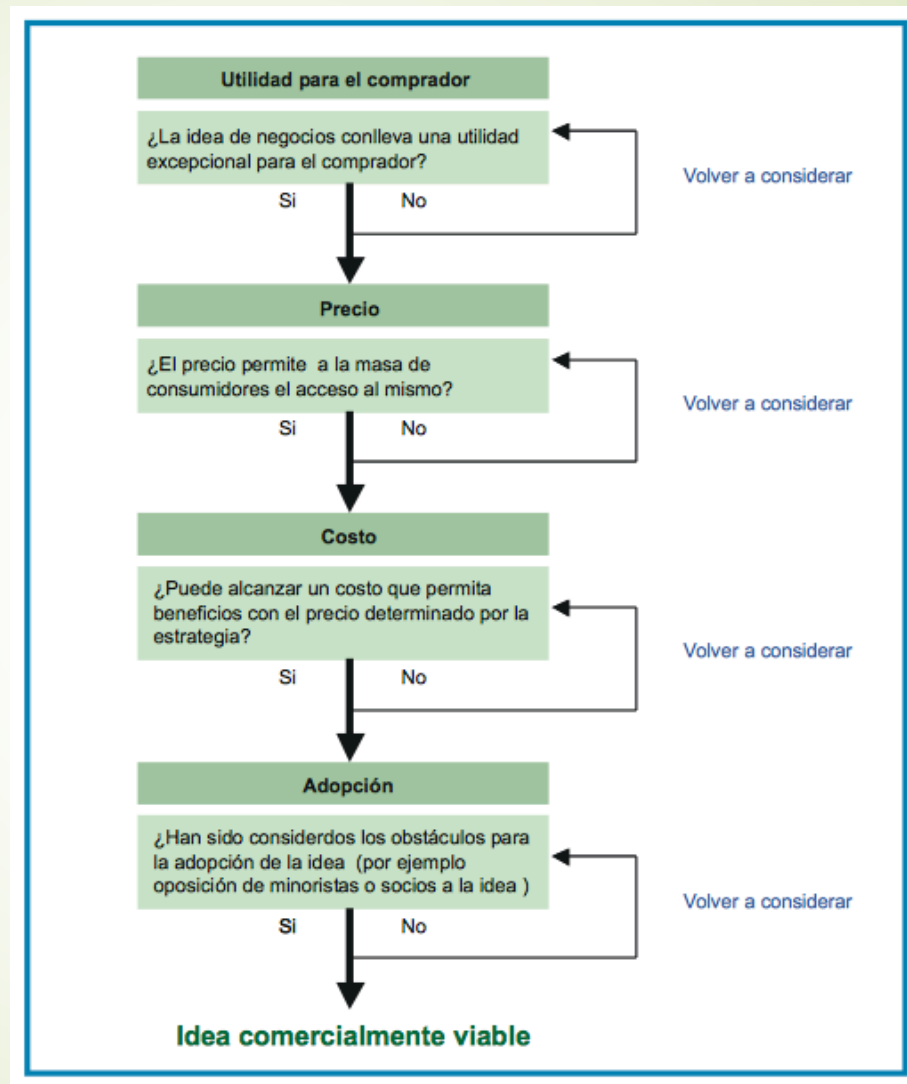 Utilidad para el comprador
¿La idea de negocios conlleva una utilidad
excepcional para el comprador?
Volver a considerar
Si No
Precio
¿El precio permite a la masa de
consumidores el acceso al mismo?
Volver a considerar
Si No
Costo
¿Puede alcanzar un costo que permita
beneficios con el precio determinado por la
estrategia?
Volver a considerar
Si No
Adopción
¿Han sido considerdos los obstáculos para
la adopción de la idea (por ejemplo
oposición de minoristas o socios a la idea )
Volver a considerar
Si No
Idea comercialmente viable